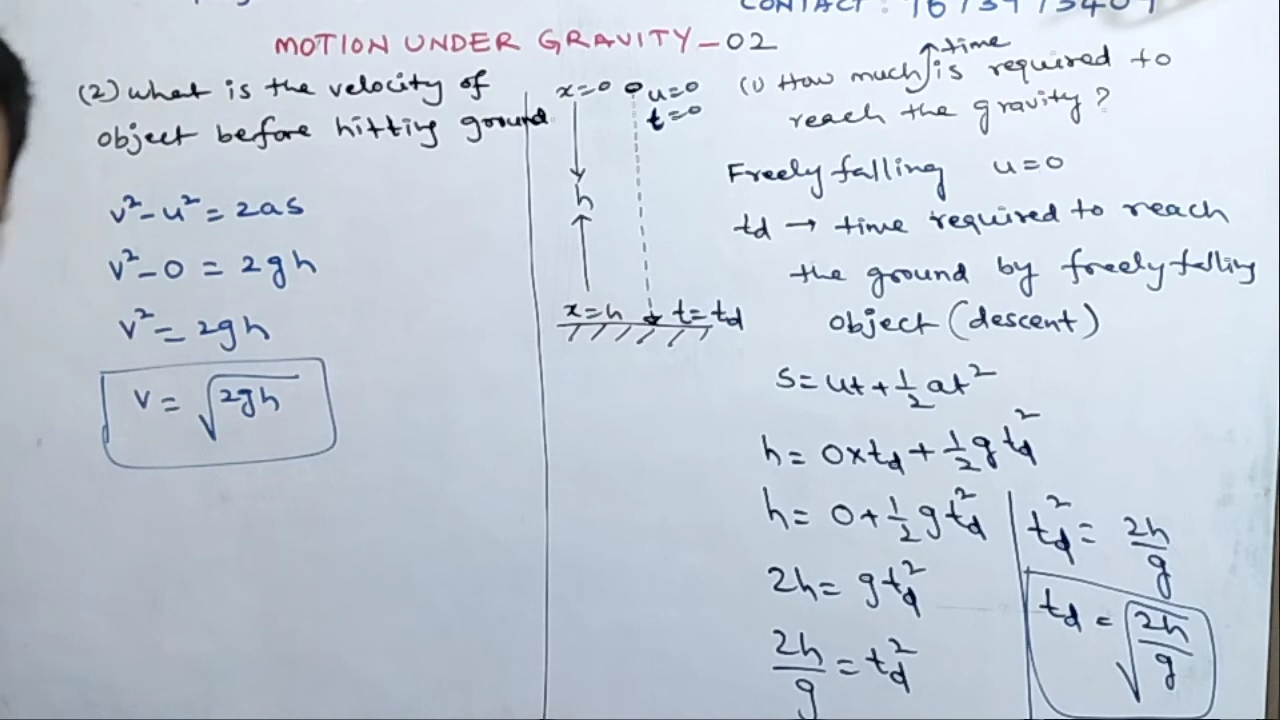 CONTACT :
MOTION UNDER GRAVITY - 02
(2) What is the velocity of
object before hitting ground
v² - u² = 2as
v² - 0 = 2gh
v² = 2gh
v = √2gh
x=0 u=0
t=0
h
x=h t=td
↑time
(1) How much is required to
reach the gravity?
Freely falling u=0
td → time required to reach
the ground by freely falling
object (descent)
s = ut + 1/2 at²
h = 0xtd + 1/2 g td²
h = 0 + 1/2 g td²
2h = g td²
2h/g = td²
td² = 2h/g
td = √2h/g